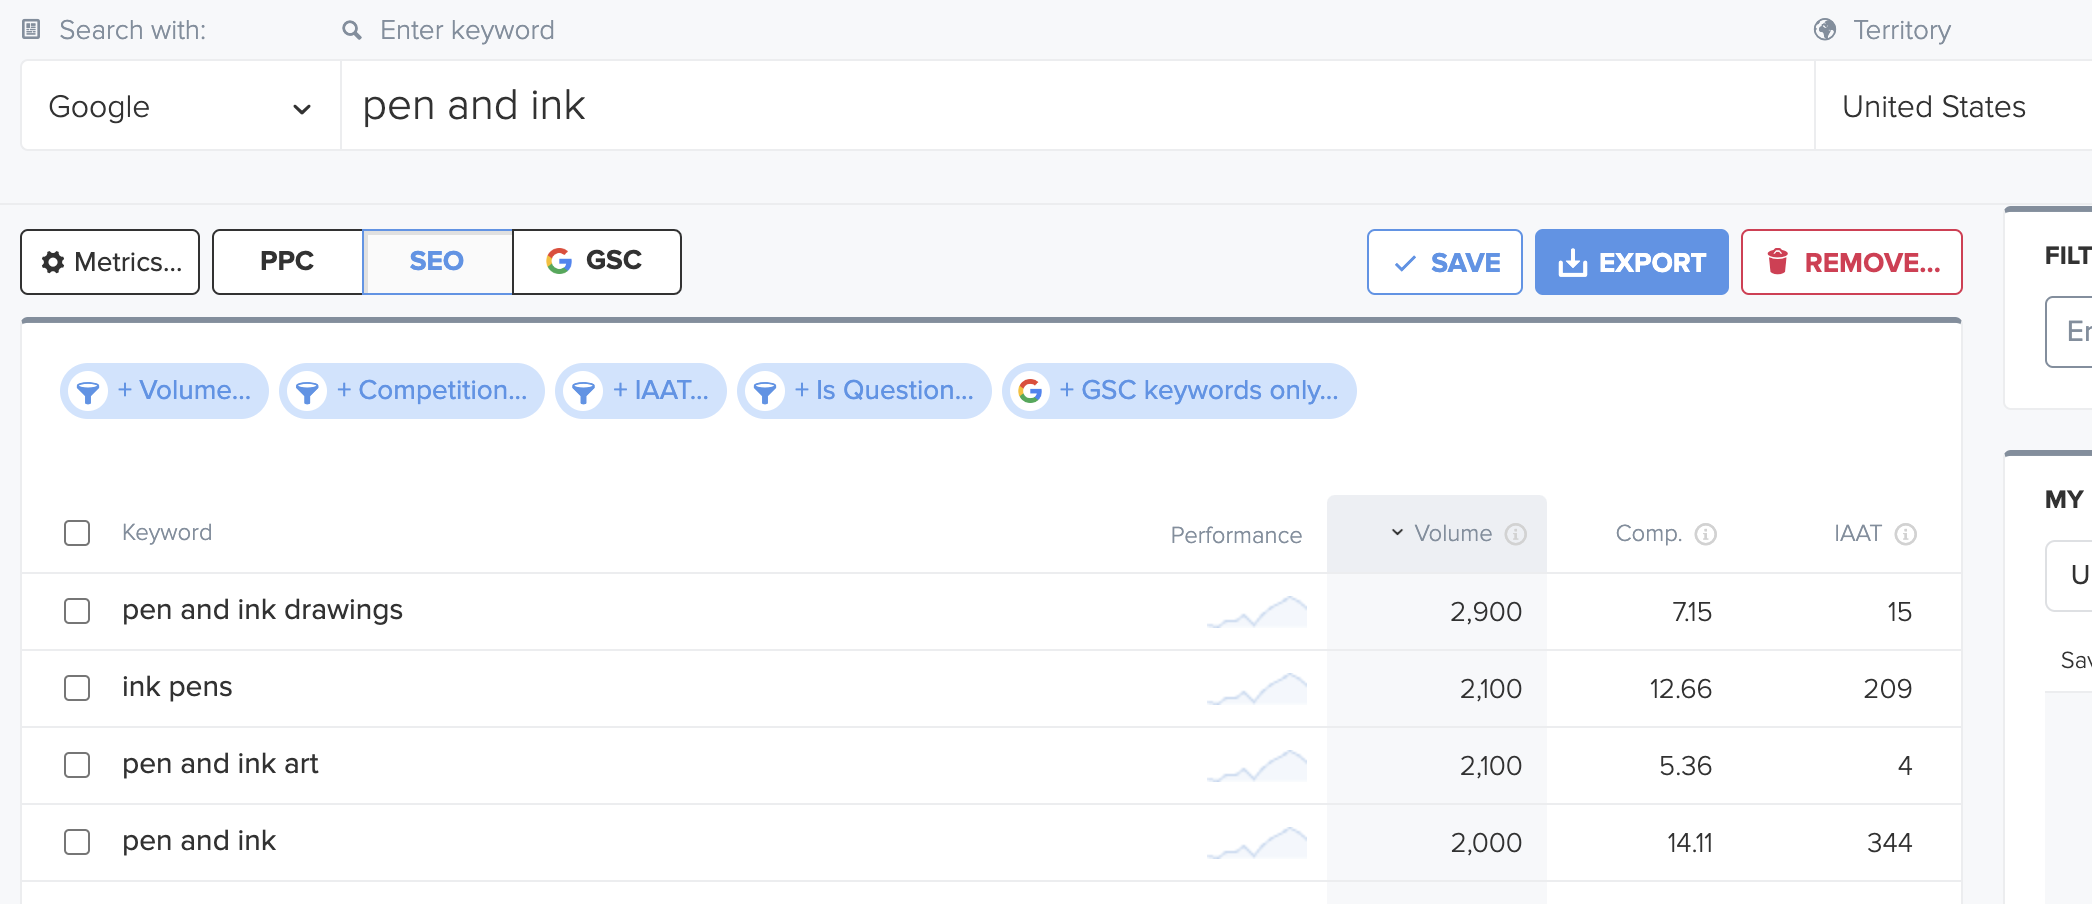 Search with: Enter keyword Territory
Google pen and ink United States
Metrics... PPC SEO GSC SAVE EXPORT REMOVE...
FILT
En
+ Volume... + Competition... + IAAT... + Is Question... + GSC keywords only...
MY
Keyword Performance Volume Comp. IAAT
U
pen and ink drawings 2,900 7.15 15
Sav
ink pens 2,100 12.66 209
pen and ink art 2,100 5.36 4
pen and ink 2,000 14.11 344